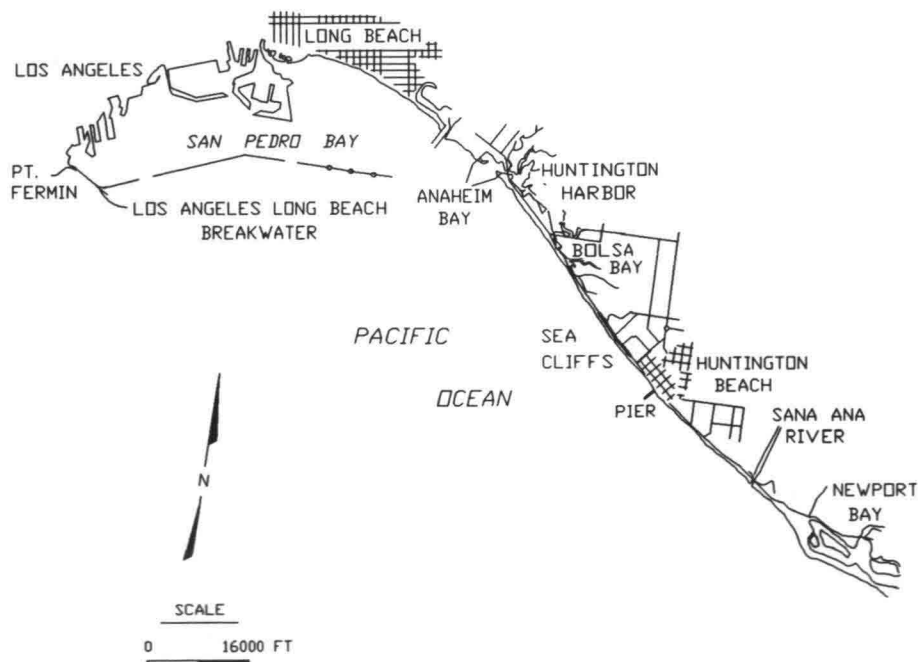 LONG BEACH
LOS ANGELES
SAN PEDRO BAY
PT.
FERMIN
LOS ANGELES LONG BEACH
BREAKWATER
ANAHEIM
BAY
HUNTINGTON
HARBOR
BOLSA
BAY
PACIFIC
OCEAN
SEA
CLIFFS
HUNTINGTON
BEACH
PIER
SANA ANA
RIVER
NEWPORT
BAY
N
SCALE
0 16000 FT